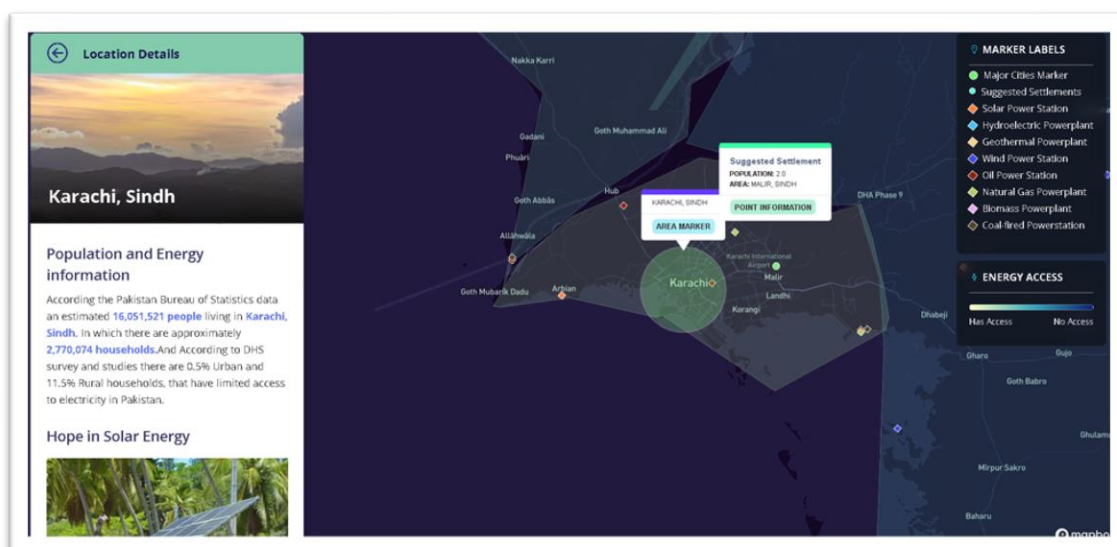 Location Details
Karachi, Sindh
Population and Energy
information
According the Pakistan Bureau of Statistics data
an estimated 16,051,521 people living in Karachi,
Sindh. In which there are approximately
2,770,074 households.And According to DHS
survey and studies there are 0.5% Urban and
11.5% Rural households, that have limited access
to electricity in Pakistan.
Hope in Solar Energy
Nakka Karri
Gadani
Goth Muhammad Ali
Phuari
Hub
Goth Abbās
Allāhwāla
Goth Mubarik Dadu
Arbian
Suggested Settlement
POPULATION: 2.0
AREA: MALIR, SINDH
POINT INFORMATION
KARACHI, SINDH
AREA MARKER
DHA Phase 9
Karachi International
Airport
Malir
Karachi
Landhi
Korangi
Dhabeji
Gharo
Gujo
Goth Babro
Ghulam
Mirpur Sakro
Baharu
MARKER LABELS
Major Cities Marker
Suggested Settlements
Solar Power Station
Hydroelectric Powerplant
Geothermal Powerplant
Wind Power Station
Oil Power Station
Natural Gas Powerplant
Biomass Powerplant
Coal-fired Powerstation
ENERGY ACCESS
Has Access No Access